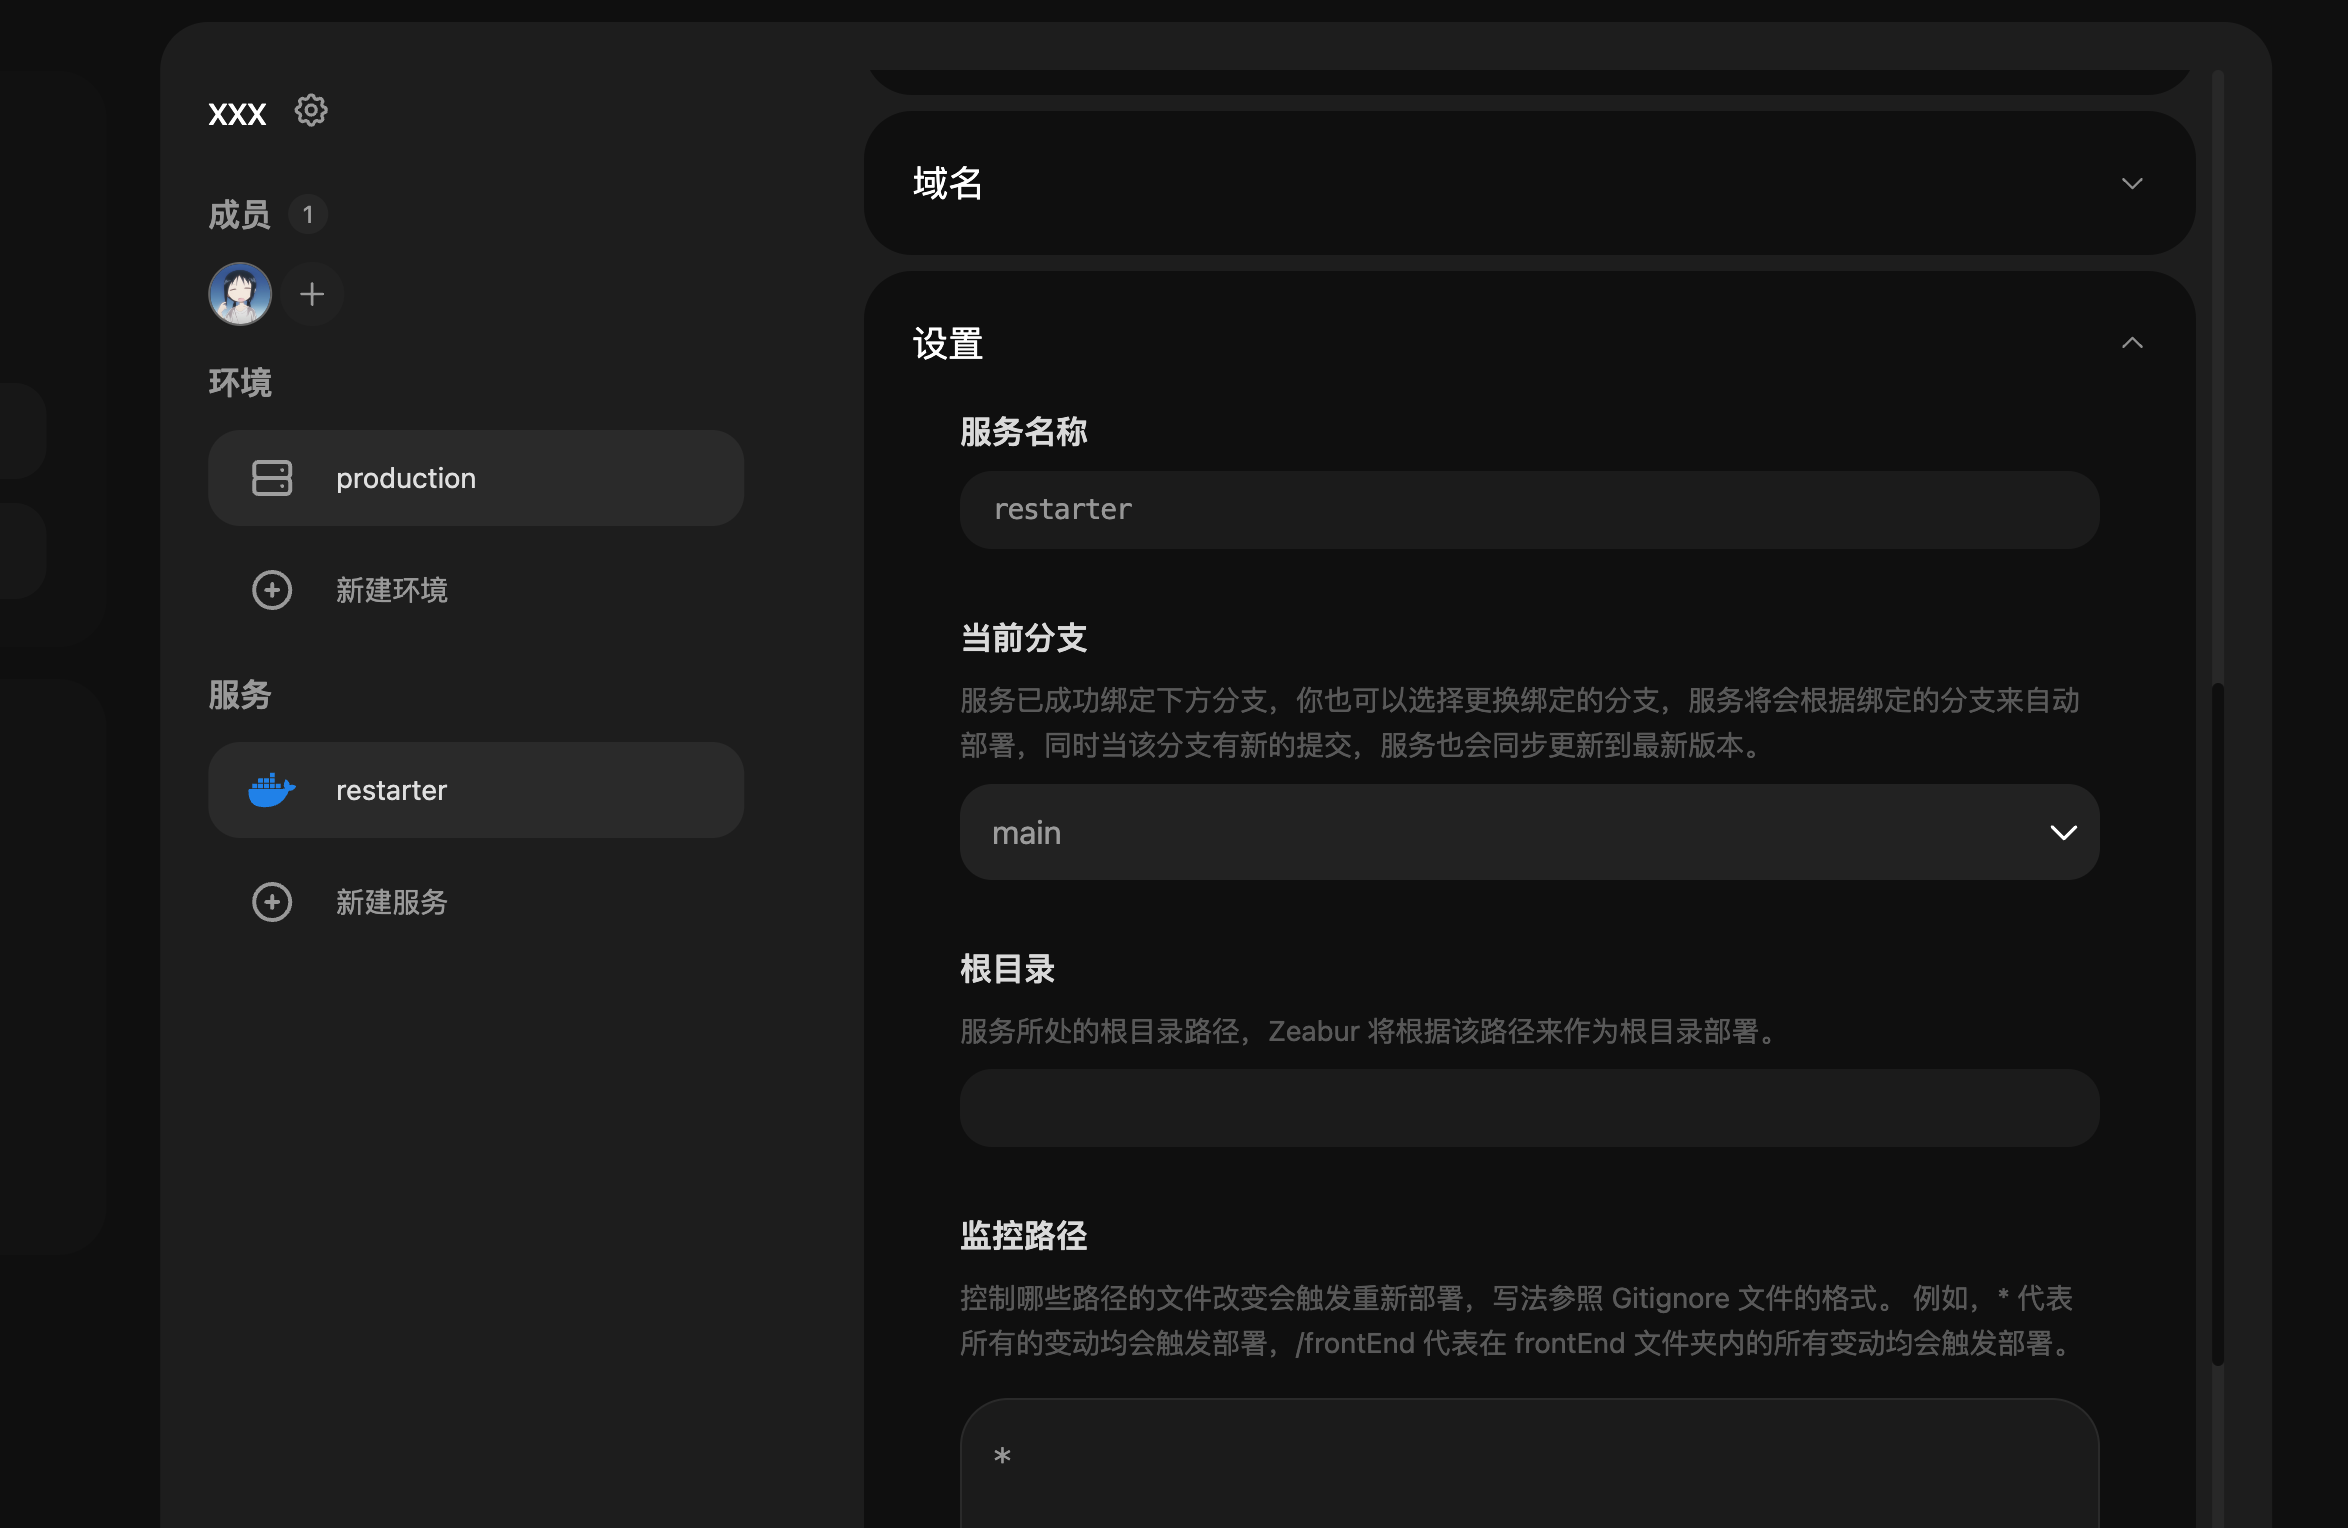 xxx
成员 1
环境
production
新建环境
服务
restarter
新建服务
域名
设置
服务名称
restarter
当前分支
服务已成功绑定下方分支，你也可以选择更换绑定的分支，服务将会根据绑定的分支来自动
部署，同时当该分支有新的提交，服务也会同步更新到最新版本。
main
根目录
服务所处的根目录路径，Zeabur 将根据该路径来作为根目录部署。
监控路径
控制哪些路径的文件改变会触发重新部署，写法参照 Gitignore 文件的格式。 例如，* 代表
所有的变动均会触发部署，/frontEnd 代表在 frontEnd 文件夹内的所有变动均会触发部署。
*